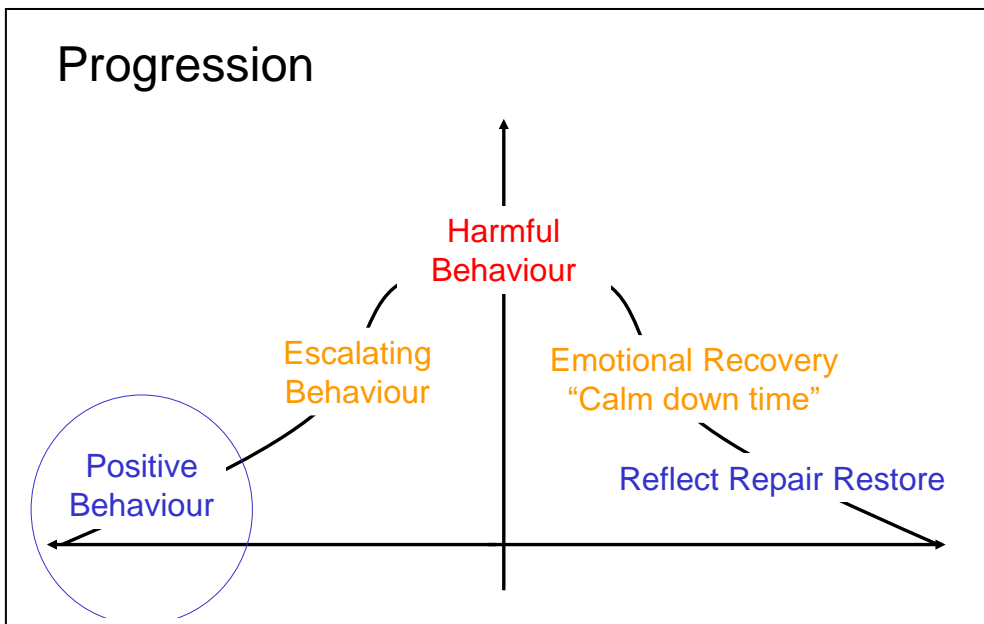 Progression
Harmful
Behaviour
Escalating
Behaviour
Emotional Recovery
“Calm down time”
Positive
Behaviour
Reflect Repair Restore